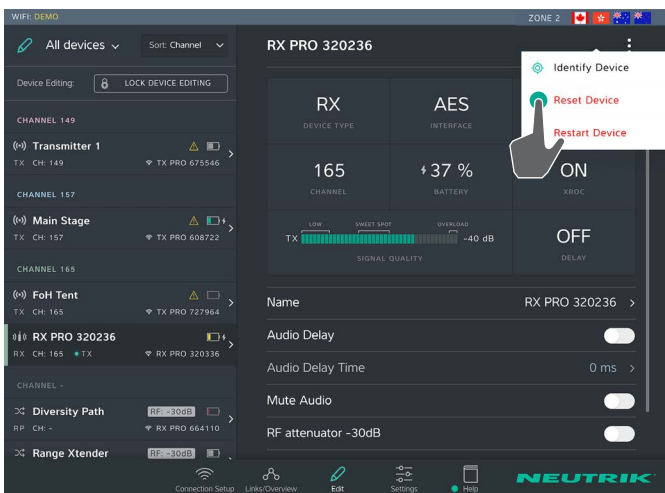 WIFI: DEMO
ZONE 2
All devices
Sort: Channel
Device Editing:
LOCK DEVICE EDITING
CHANNEL 149
Transmitter 1
TX CH: 149
TX PRO 675546
CHANNEL 157
Main Stage
TX CH: 157
TX PRO 608722
CHANNEL 165
FoH Tent
TX CH: 165
TX PRO 727964
RX PRO 320236
RX CH: 165 TX
RX PRO 320336
CHANNEL -
Diversity Path
RF: -30dB
RP CH: -
RX PRO 664110
Range Xtender
RF: -30dB
RX PRO 320236
Identify Device
Reset Device
Restart Device
RX
DEVICE TYPE
AES
INTERFACE
165
CHANNEL
37 %
BATTERY
ON
XROC
LOW SWEET SPOT OVERLOAD
TX -40 dB
SIGNAL QUALITY
OFF
DELAY
Name RX PRO 320236
Audio Delay
Audio Delay Time 0 ms
Mute Audio
RF attenuator -30dB
Connection Setup
Links/Overview
Edit
Settings
Help
NEUTRIK